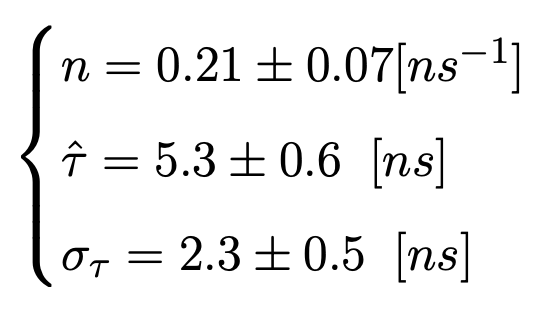 n = 0.21 ± 0.07[ns⁻¹]
τ̂ = 5.3 ± 0.6 [ns]
σ_τ = 2.3 ± 0.5 [ns]